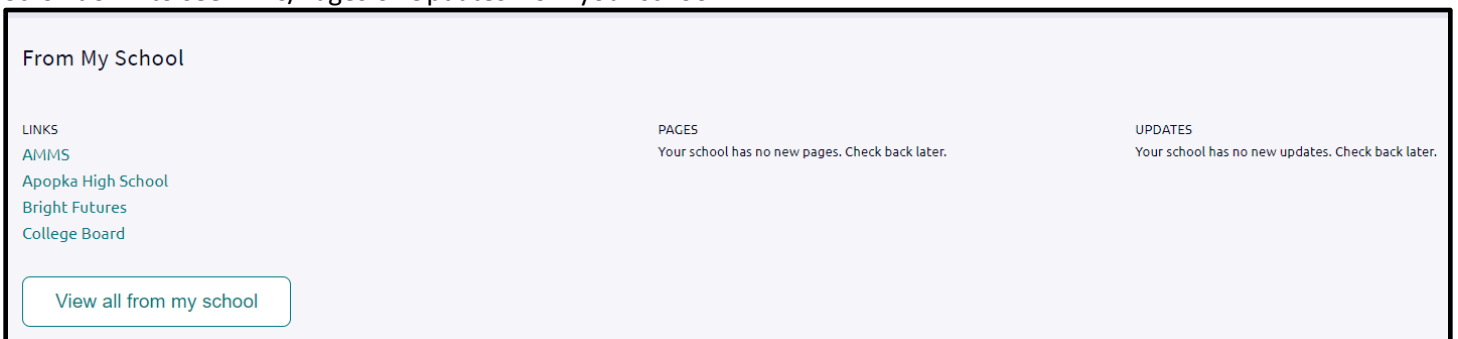 From My School
LINKS
AMMS
Apopka High School
Bright Futures
College Board
PAGES
Your school has no new pages. Check back later.
UPDATES
Your school has no new updates. Check back later.
View all from my school